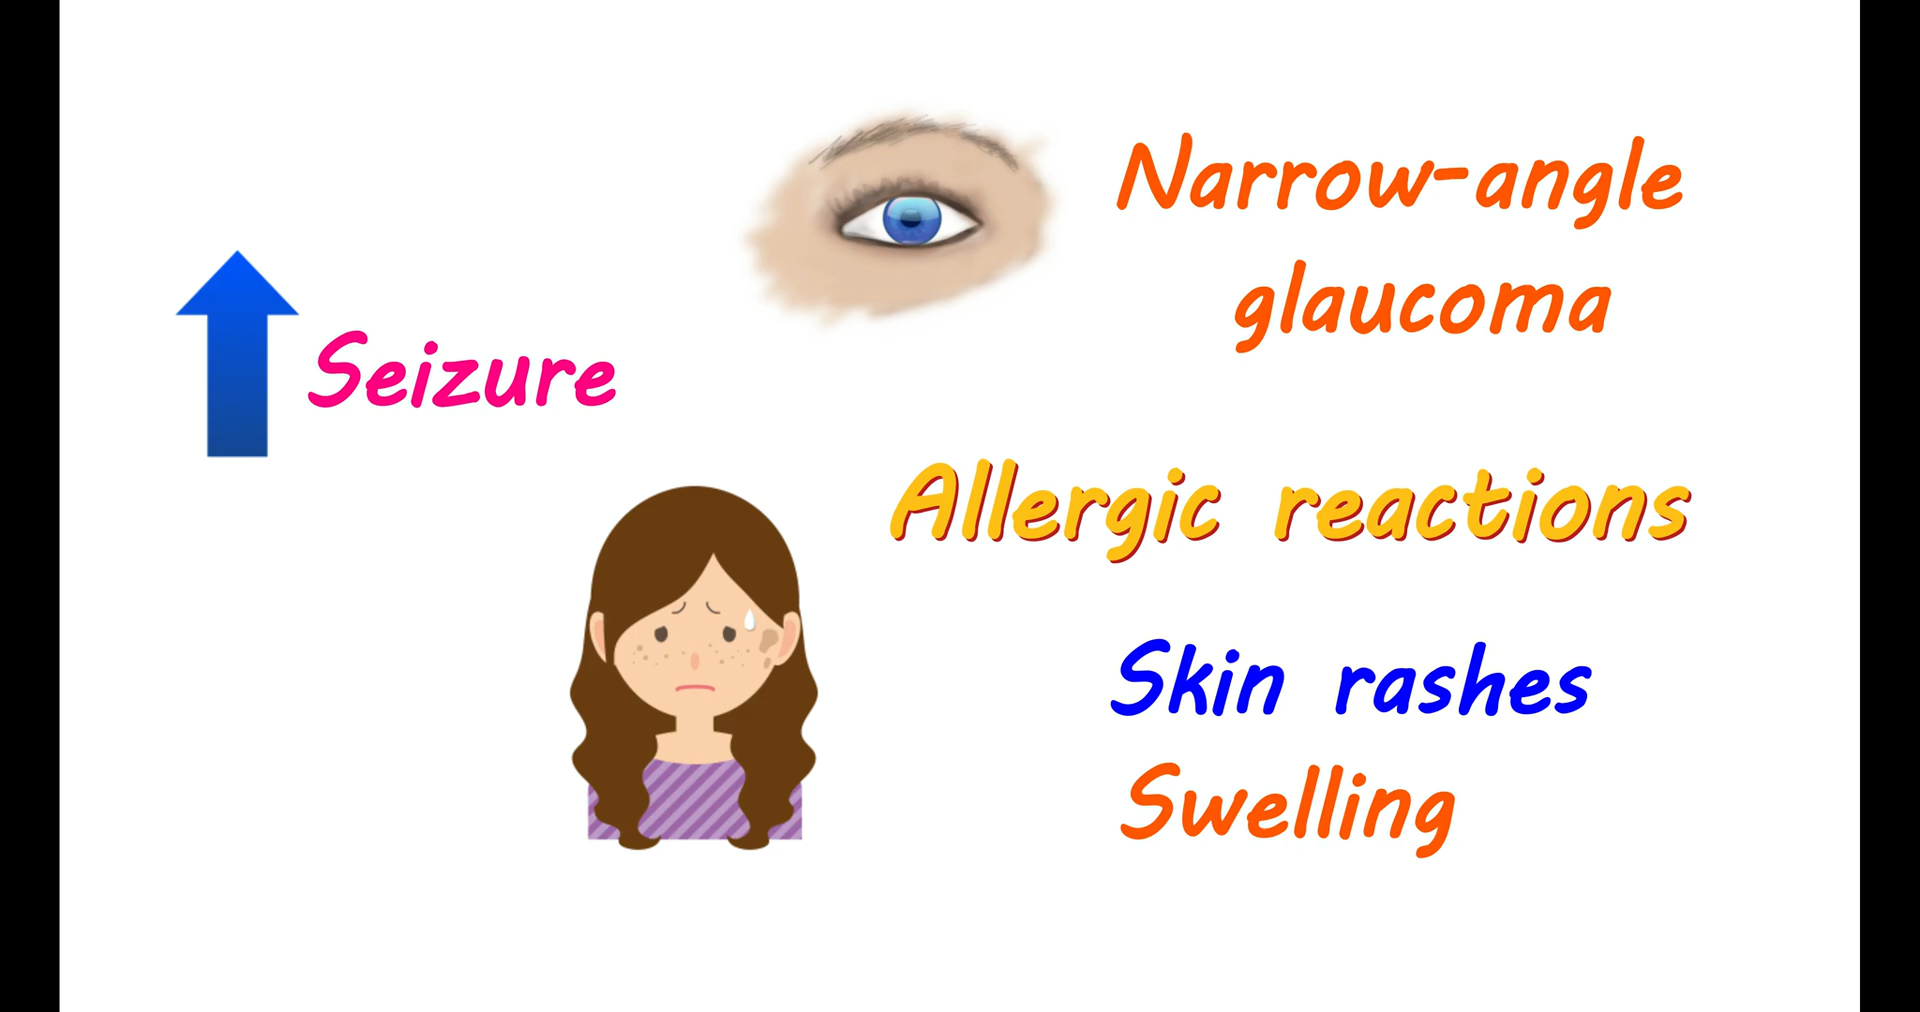 Narrow-angle
glaucoma
Seizure
Allergic reactions
Skin rashes
Swelling